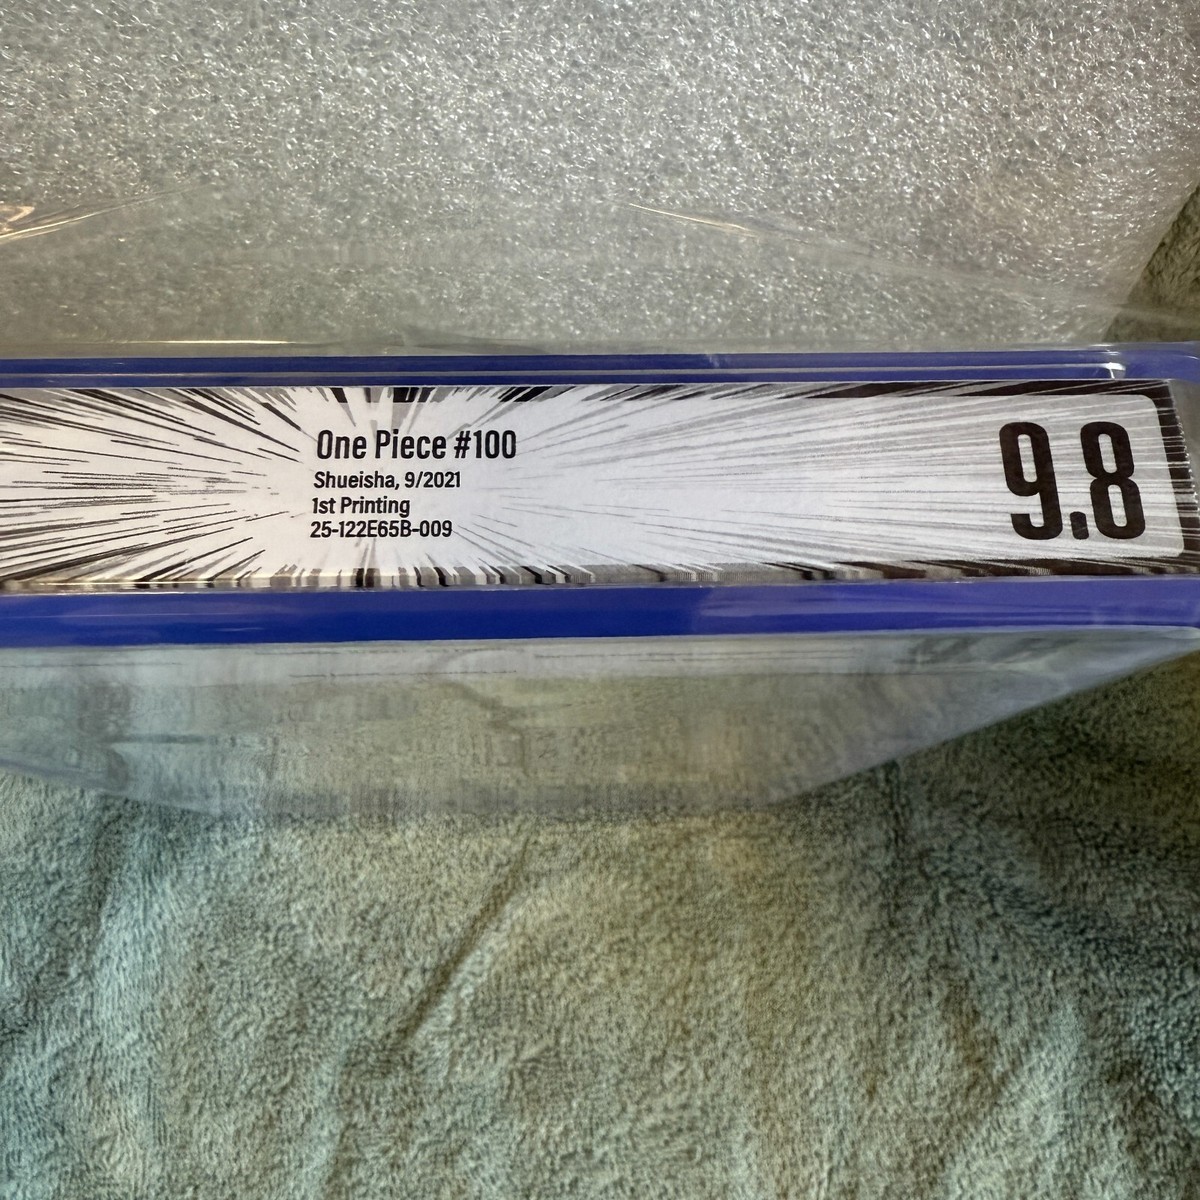 One Piece #100
Shueisha, 9/2021
1st Printing
25-122E65B-009
9.8